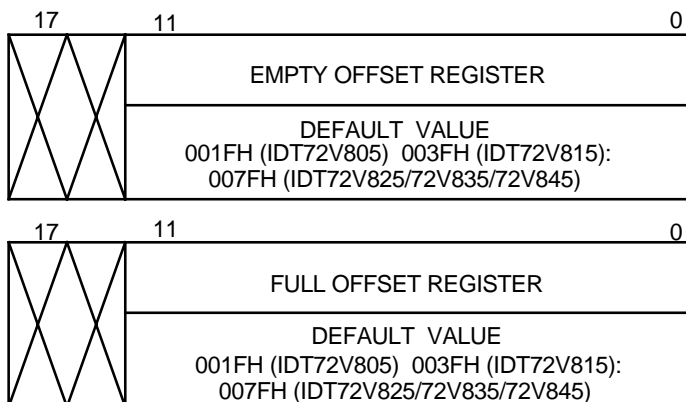 17 11 0
EMPTY OFFSET REGISTER
DEFAULT VALUE
001FH (IDT72V805) 003FH (IDT72V815):
007FH (IDT72V825/72V835/72V845)
17 11 0
FULL OFFSET REGISTER
DEFAULT VALUE
001FH (IDT72V805) 003FH (IDT72V815):
007FH (IDT72V825/72V835/72V845)